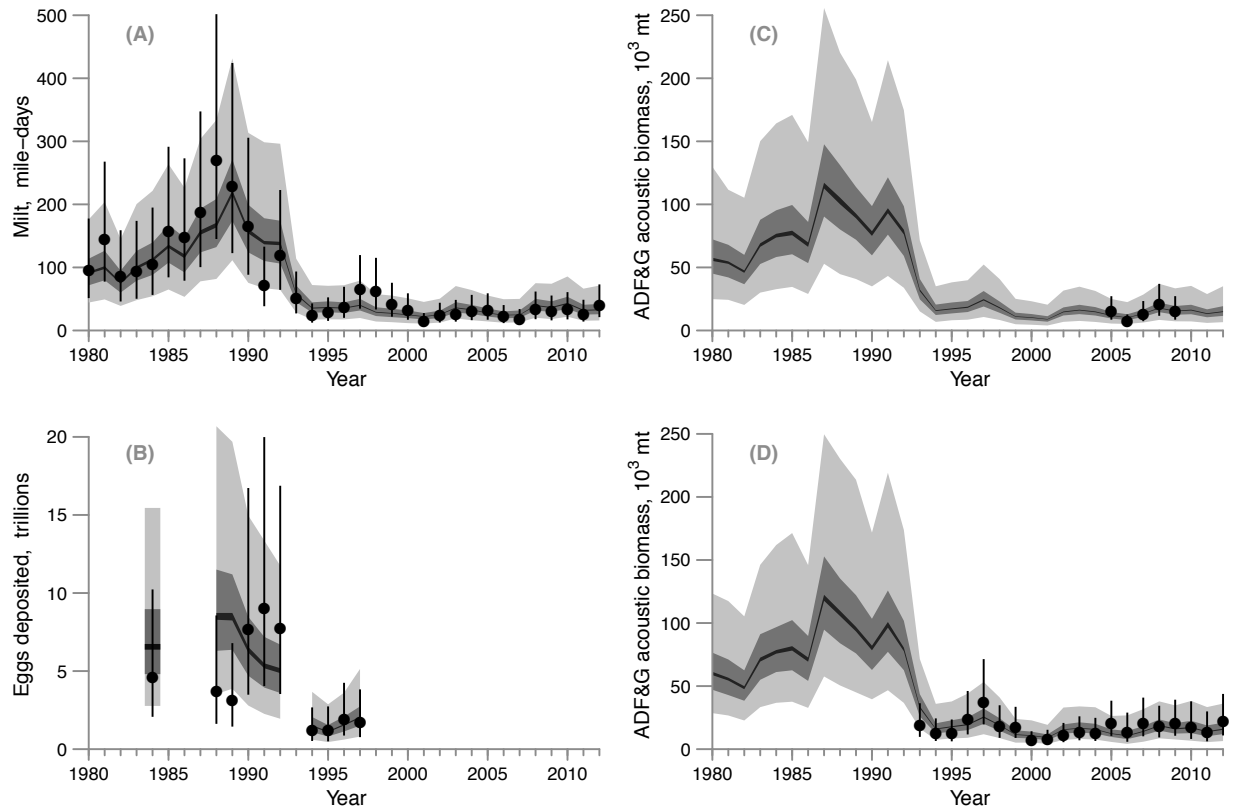 (A)
Milt, mile−days
500
400
300
200
100
0
1980 1985 1990 1995 2000 2005 2010
Year
(C)
ADF&G acoustic biomass, 10³ mt
250
200
150
100
50
0
1980 1985 1990 1995 2000 2005 2010
Year
(B)
Eggs deposited, trillions
20
15
10
5
0
1980 1985 1990 1995 2000 2005 2010
Year
(D)
ADF&G acoustic biomass, 10³ mt
250
200
150
100
50
0
1980 1985 1990 1995 2000 2005 2010
Year